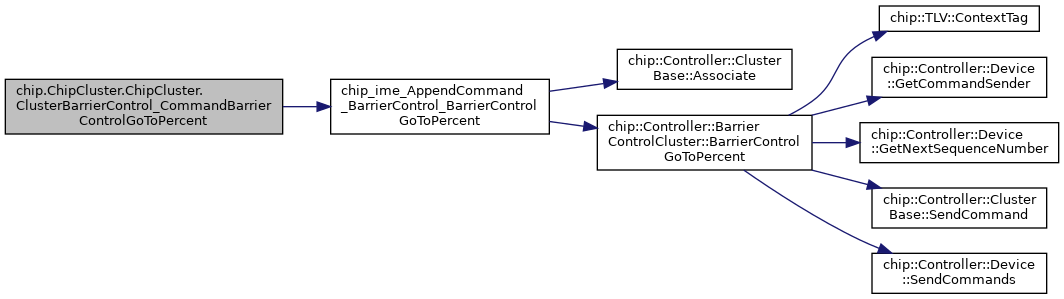 chip.ChipCluster.ChipCluster.
ClusterBarrierControl_CommandBarrier
ControlGoToPercent
chip_ime_AppendCommand
_BarrierControl_BarrierControl
GoToPercent
chip::Controller::Cluster
Base::Associate
chip::Controller::Barrier
ControlCluster::BarrierControl
GoToPercent
chip::TLV::ContextTag
chip::Controller::Device
::GetCommandSender
chip::Controller::Device
::GetNextSequenceNumber
chip::Controller::Cluster
Base::SendCommand
chip::Controller::Device
::SendCommands